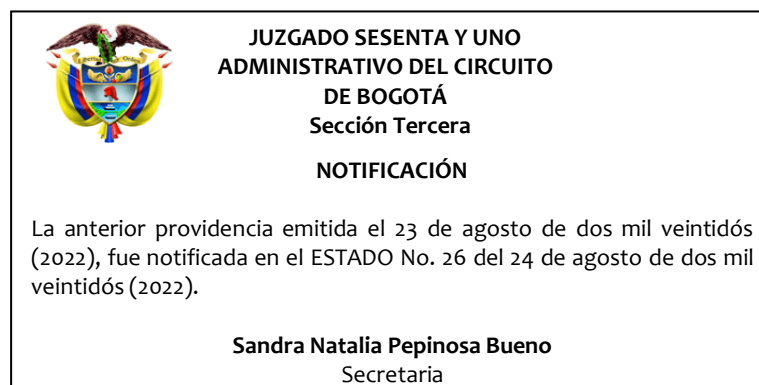 JUZGADO SESENTA Y UNO
ADMINISTRATIVO DEL CIRCUITO
DE BOGOTÁ
Sección Tercera
NOTIFICACIÓN
La anterior providencia emitida el 23 de agosto de dos mil veintidós
(2022), fue notificada en el ESTADO No. 26 del 24 de agosto de dos mil
veintidós (2022).
Sandra Natalia Pepinosa Bueno
Secretaria